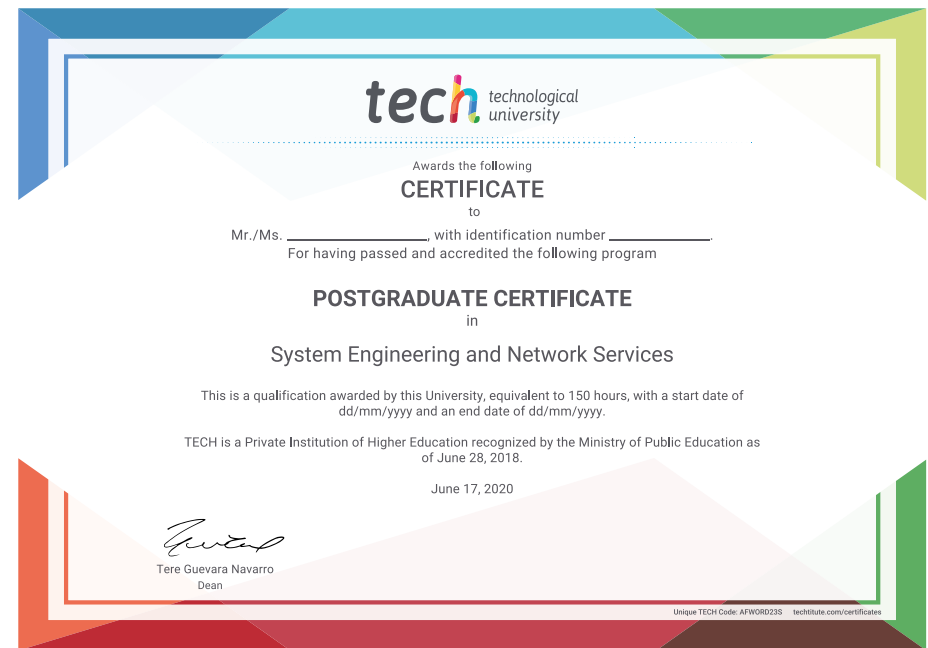 tech technological
university
Awards the following
CERTIFICATE
to
Mr./Ms. ____________, with identification number ____________.
For having passed and accredited the following program
POSTGRADUATE CERTIFICATE
in
System Engineering and Network Services
This is a qualification awarded by this University, equivalent to 150 hours, with a start date of
dd/mm/yyyy and an end date of dd/mm/yyyy.
TECH is a Private Institution of Higher Education recognized by the Ministry of Public Education as
of June 28, 2018.
June 17, 2020
Tere Guevara Navarro
Dean
Unique TECH Code: AFWORD23S techtitute.com/certificates